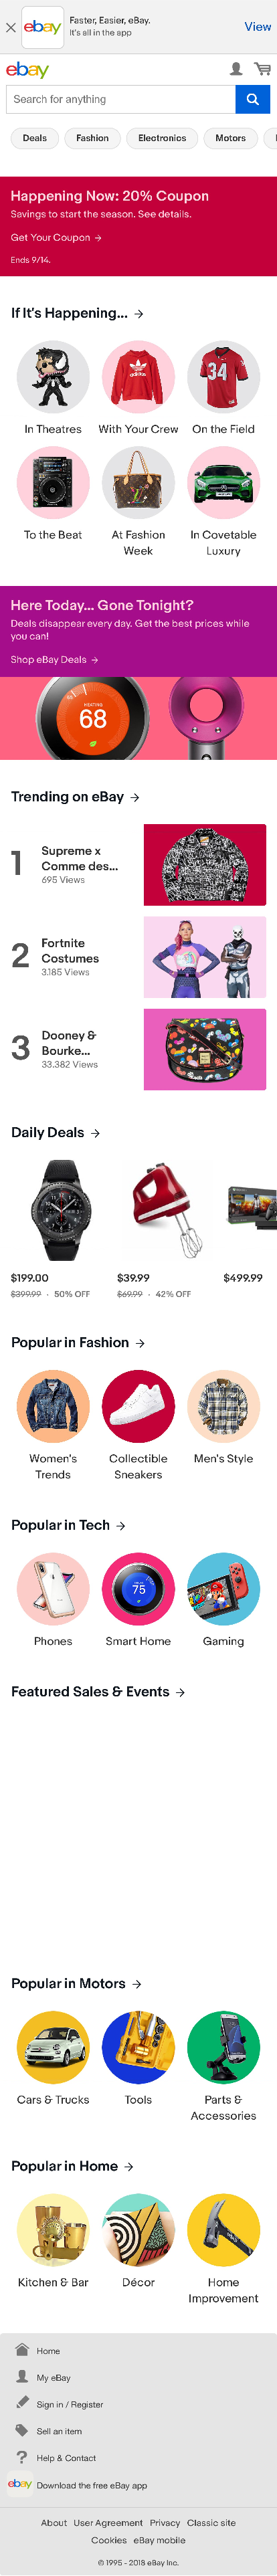 ebay
Faster, Easier, eBay.
It's all in the app
View
ebay
Search for anything
Deals
Fashion
Electronics
Motors
Happening Now: 20% Coupon
Savings to start the season. See details.
Get Your Coupon →
Ends 9/14.
If It's Happening... →
34
In Theatres
With Your Crew
On the Field
To the Beat
At Fashion
Week
In Covetable
Luxury
Here Today... Gone Tonight?
Deals disappear every day. Get the best prices while
you can!
Shop eBay Deals →
HEATING
68
Trending on eBay →
1
Supreme x
Comme des...
695 Views
2
Fortnite
Costumes
3,185 Views
3
Dooney &
Bourke...
33,382 Views
Daily Deals →
$199.00
$399.99 · 50% OFF
$39.99
$69.99 · 42% OFF
$499.99
Popular in Fashion →
Women's
Trends
Collectible
Sneakers
Men's Style
Popular in Tech →
75
Phones
Smart Home
Gaming
Featured Sales & Events →
Popular in Motors →
Cars & Trucks
Tools
Parts &
Accessories
Popular in Home →
Kitchen & Bar
Décor
Home
Improvement
Home
My eBay
Sign in / Register
Sell an item
Help & Contact
ebay
Download the free eBay app
About User Agreement Privacy Classic site
Cookies eBay mobile
© 1995 - 2018 eBay Inc.